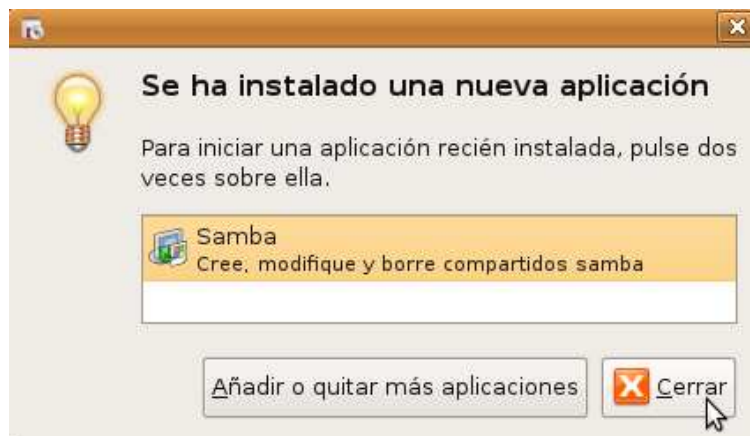 Se ha instalado una nueva aplicación
Para iniciar una aplicación recién instalada, pulse dos
veces sobre ella.
Samba
Cree, modifique y borre compartidos samba
Añadir o quitar más aplicaciones
Cerrar